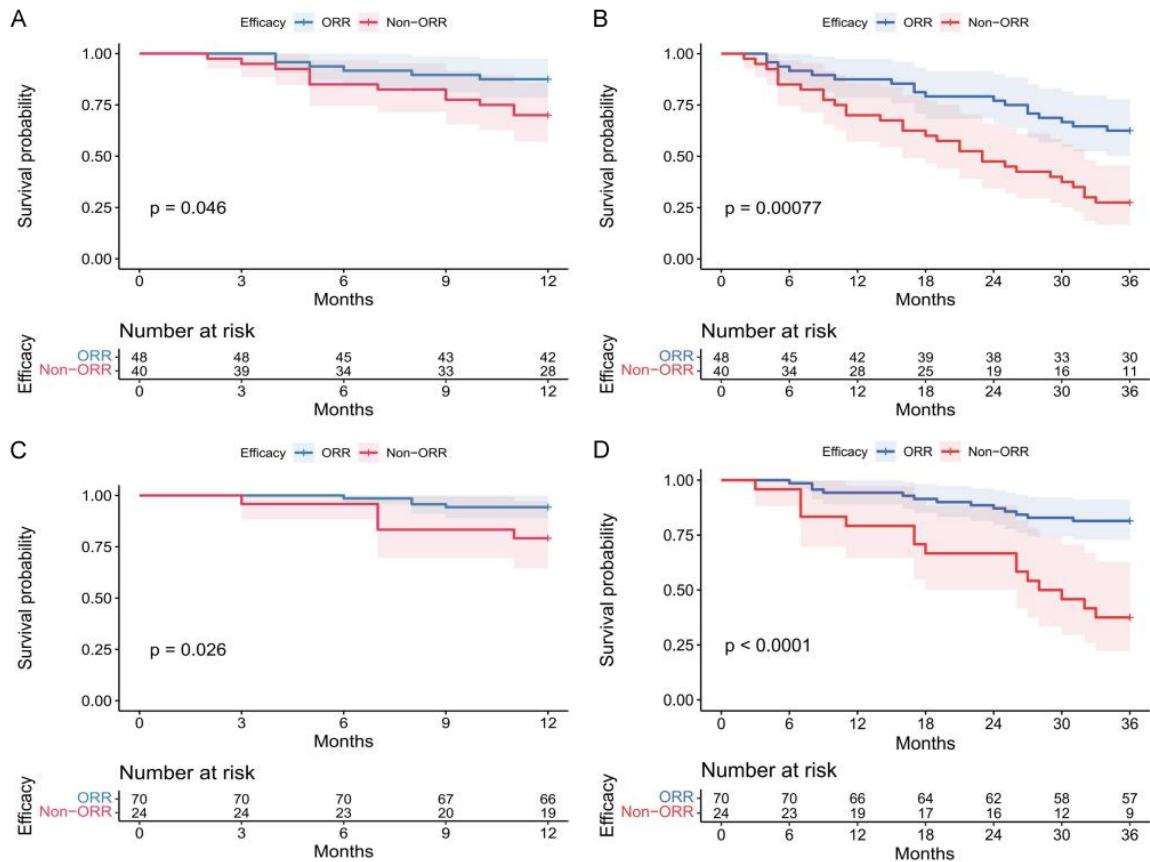 A
Efficacy ORR Non-ORR
1.00
0.75
0.50
0.25
0.00
Survival probability
p = 0.046
0 3 6 9 12
Months
Number at risk
Efficacy
ORR 48 48 45 43 42
Non-ORR 40 39 34 33 28
0 3 6 9 12
Months
B
Efficacy ORR Non-ORR
1.00
0.75
0.50
0.25
0.00
Survival probability
p = 0.00077
0 6 12 18 24 30 36
Months
Number at risk
Efficacy
ORR 48 45 42 39 38 33 30
Non-ORR 40 34 28 25 19 16 11
0 6 12 18 24 30 36
Months
C
Efficacy ORR Non-ORR
1.00
0.75
0.50
0.25
0.00
Survival probability
p = 0.026
0 3 6 9 12
Months
Number at risk
Efficacy
ORR 70 70 70 67 66
Non-ORR 24 24 23 20 19
0 3 6 9 12
Months
D
Efficacy ORR Non-ORR
1.00
0.75
0.50
0.25
0.00
Survival probability
p < 0.0001
0 6 12 18 24 30 36
Months
Number at risk
Efficacy
ORR 70 70 66 64 62 58 57
Non-ORR 24 23 19 17 16 12 9
0 6 12 18 24 30 36
Months